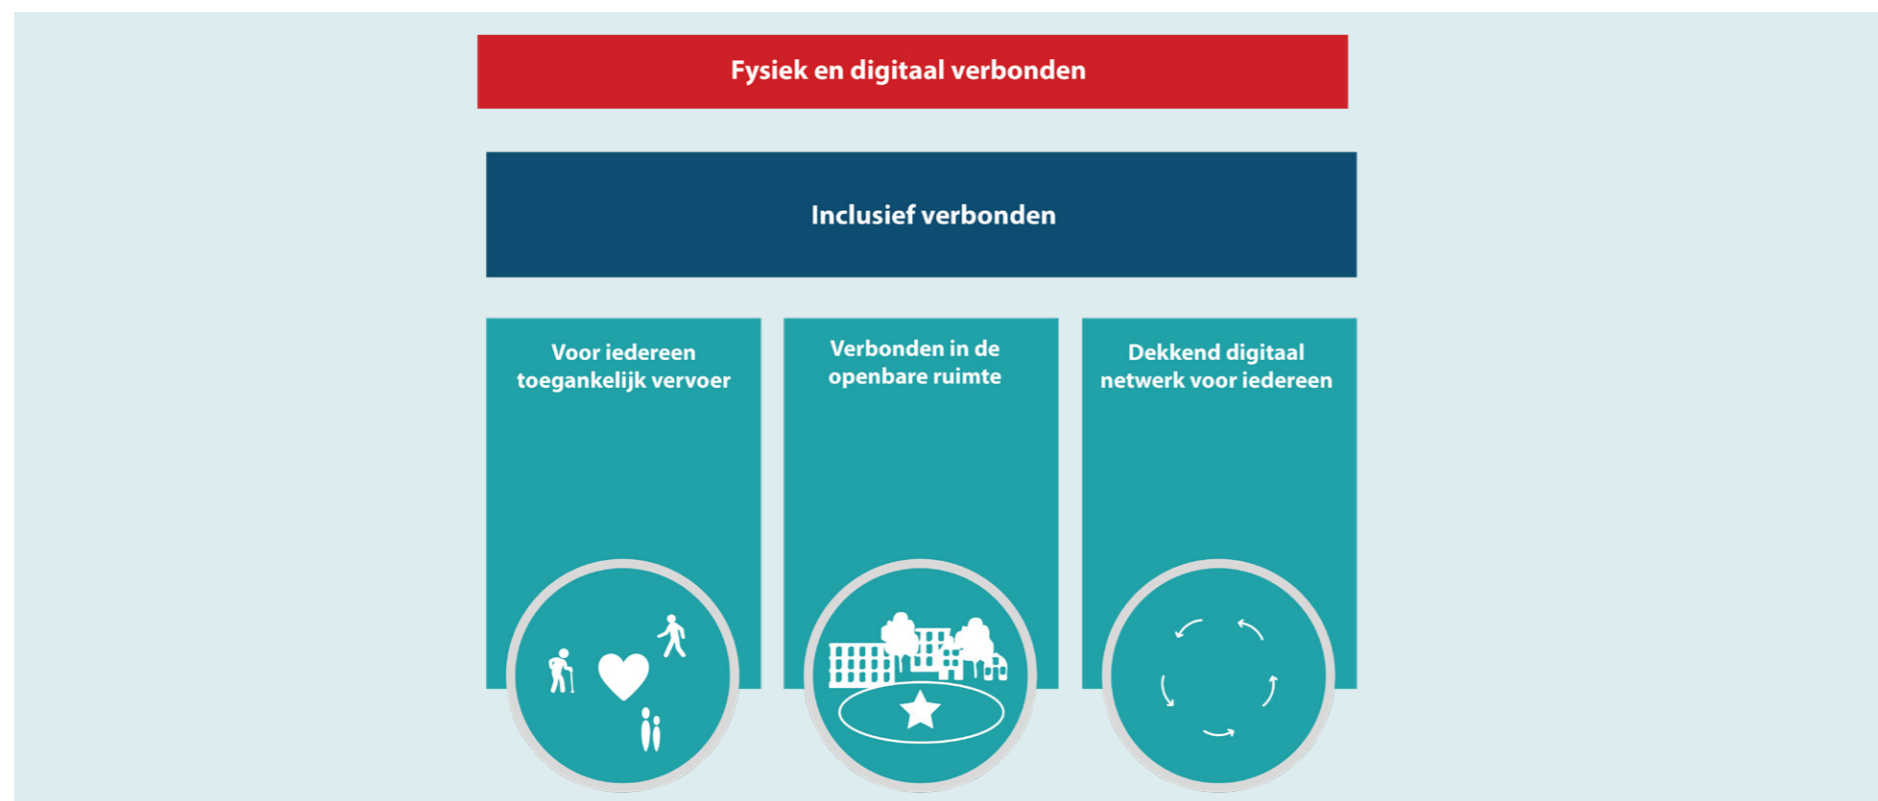 Fysiek en digitaal verbonden
Inclusief verbonden
Voor iedereen
toegankelijk vervoer
Verbonden in de
openbare ruimte
Dekkend digitaal
netwerk voor iedereen